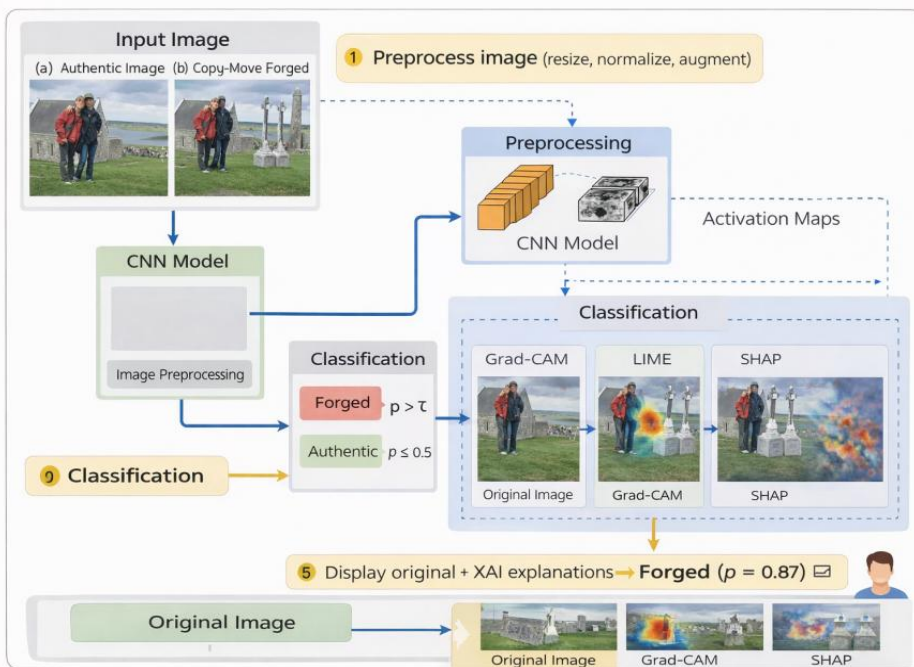 Input Image
(a) Authentic Image (b) Copy-Move Forged
1 Preprocess image (resize, normalize, augment)
Preprocessing
CNN Model
Activation Maps
CNN Model
Image Preprocessing
Classification
Forged p > τ
Authentic p ≤ 0.5
9 Classification
Classification
Grad-CAM LIME SHAP
Original Image Grad-CAM SHAP
5 Display original + XAI explanations → Forged (p = 0.87)
Original Image
Original Image Grad-CAM SHAP